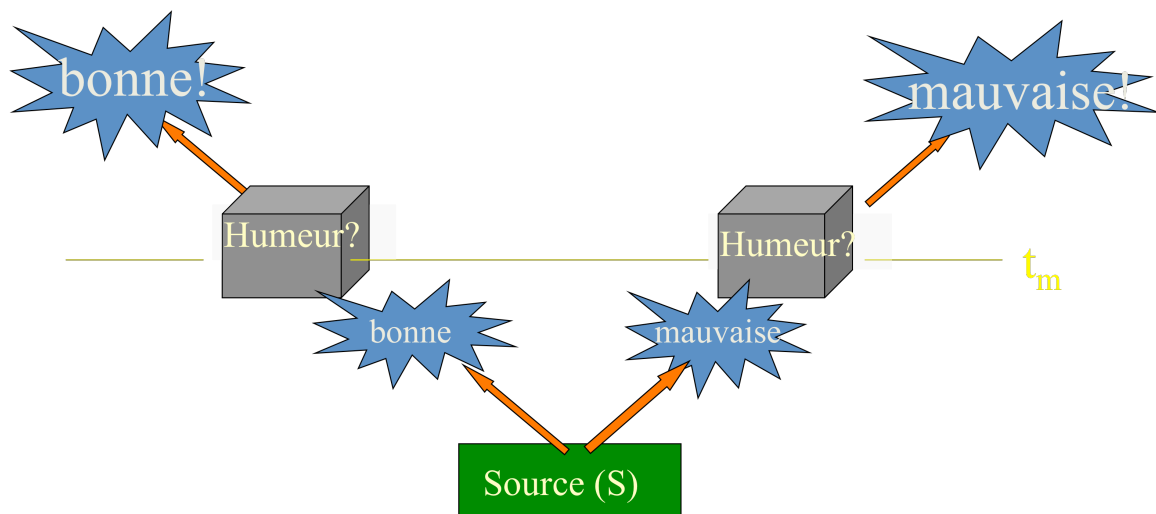 bonne!
mauvaise!
Humeur?
Humeur?
tm
bonne
mauvaise
Source (S)